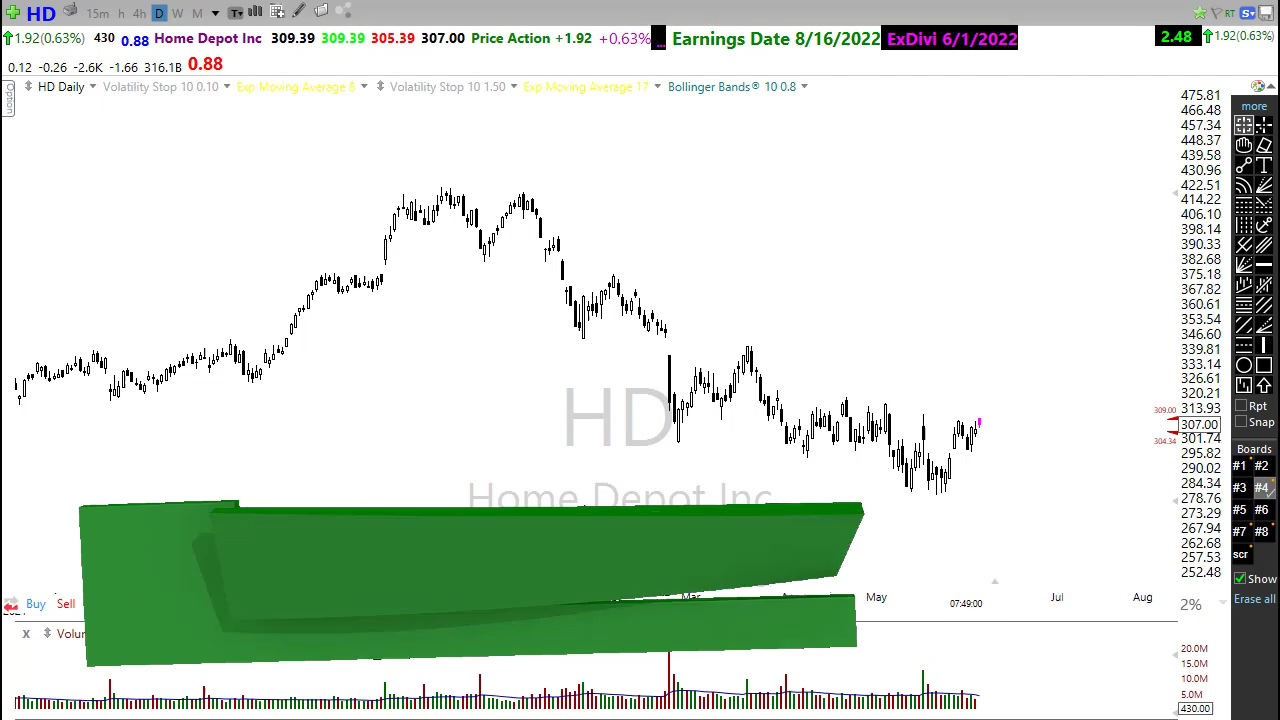 HD 15m h 4h D W M T
RT S
1.92(0.63%) 430 0.88 Home Depot Inc 309.39 309.39 305.39 307.00 Price Action +1.92 +0.63% ... Earnings Date 8/16/2022 ExDivi 6/1/2022 2.48 1.92(0.63%)
0.12 -0.26 -2.6K -1.66 316.1B 0.88
HD Daily Volatility Stop 10 0.10 Exp Moving Average 8 Volatility Stop 10 1.50 Exp Moving Average 17 Bollinger Bands® 10 0.8
Option
475.81
466.48
457.34
448.37
439.58
430.96
422.51
414.22
406.10
398.14
390.33
382.68
375.18
367.82
360.61
353.54
346.60
339.81
333.14
326.61
320.21
313.93
309.00
307.00
304.34
301.74
295.82
290.02
284.34
278.76
273.29
267.94
262.68
257.53
252.48
HD
Home Depot Inc
Buy Sell
Mar
May
07:49:00
Jul
Aug
2%
X Volum
20.0M
15.0M
10.0M
5.0M
430.00
more
T
Rpt
Snap
Boards
#1 #2
#3 #4
#5 #6
#7 #8
scr
Show
Erase all